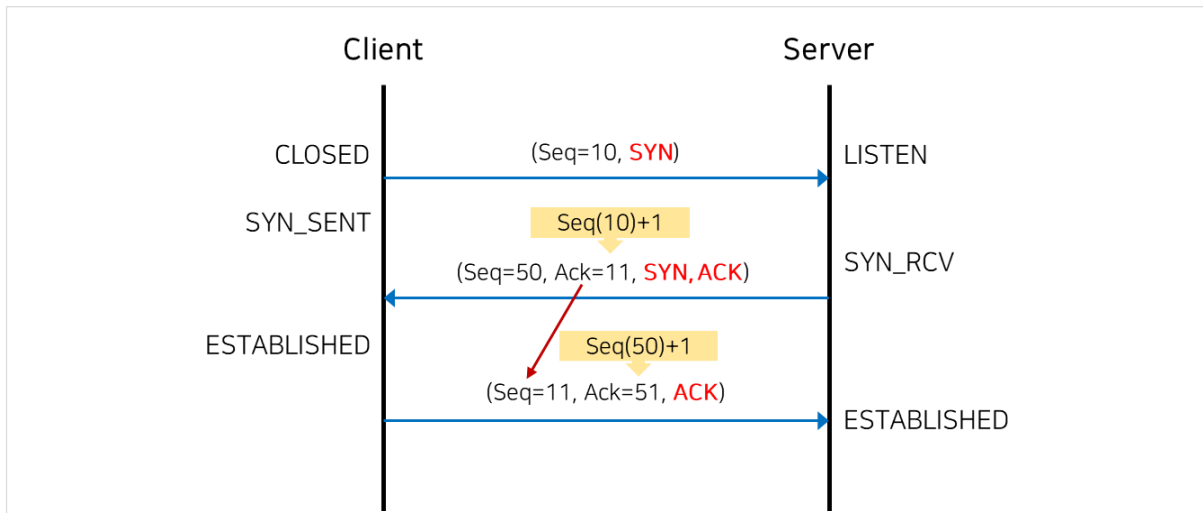 Client
Server
CLOSED
(Seq=10, SYN)
LISTEN
SYN_SENT
Seq(10)+1
(Seq=50, Ack=11, SYN, ACK)
SYN_RCV
ESTABLISHED
Seq(50)+1
(Seq=11, Ack=51, ACK)
ESTABLISHED